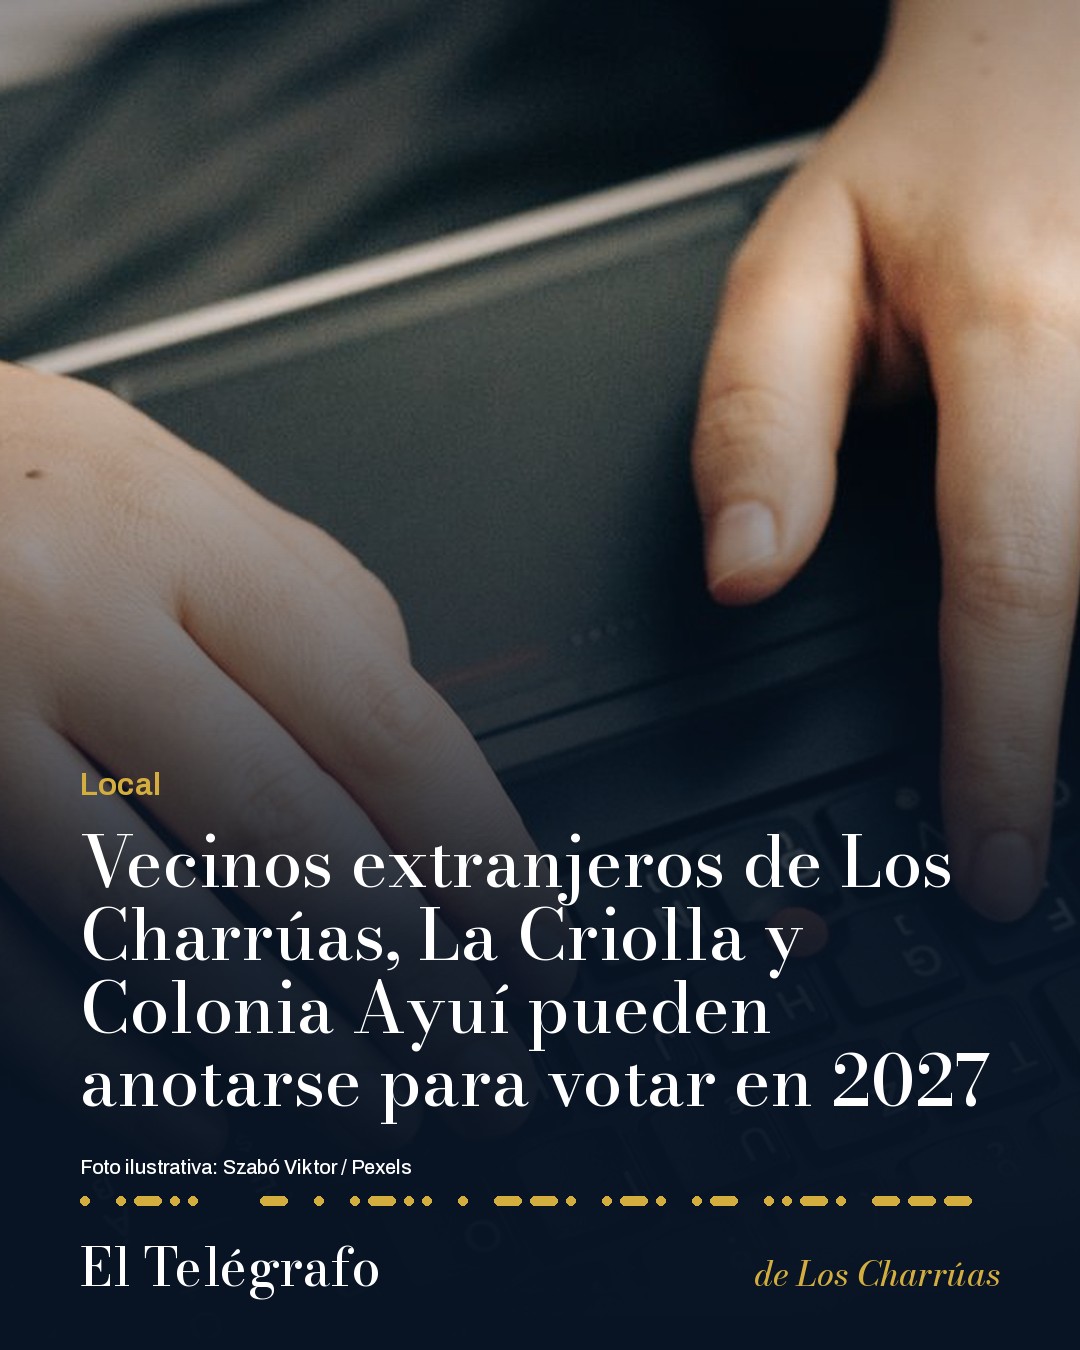 Local
Vecinos extranjeros de Los
Charrúas, La Criolla y
Colonia Ayuí pueden
anotarse para votar en 2027
Foto ilustrativa: Szabó Viktor / Pexels
El Telégrafo
de Los Charrúas